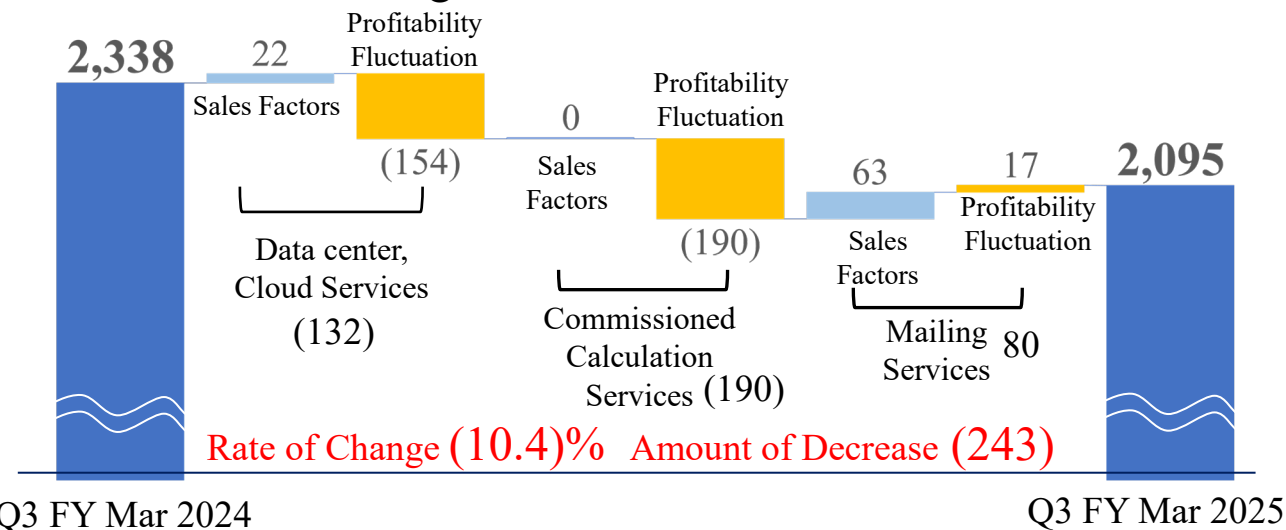 Profitability
Fluctuation
2,338
22
Sales Factors
(154)
Data center,
Cloud Services
(132)
0
Sales
Factors
Profitability
Fluctuation
(190)
Commissioned
Calculation
Services (190)
63
Sales
Factors
17
Profitability
Fluctuation
Mailing
Services 80
2,095
Rate of Change (10.4)% Amount of Decrease (243)
Q3 FY Mar 2024
Q3 FY Mar 2025